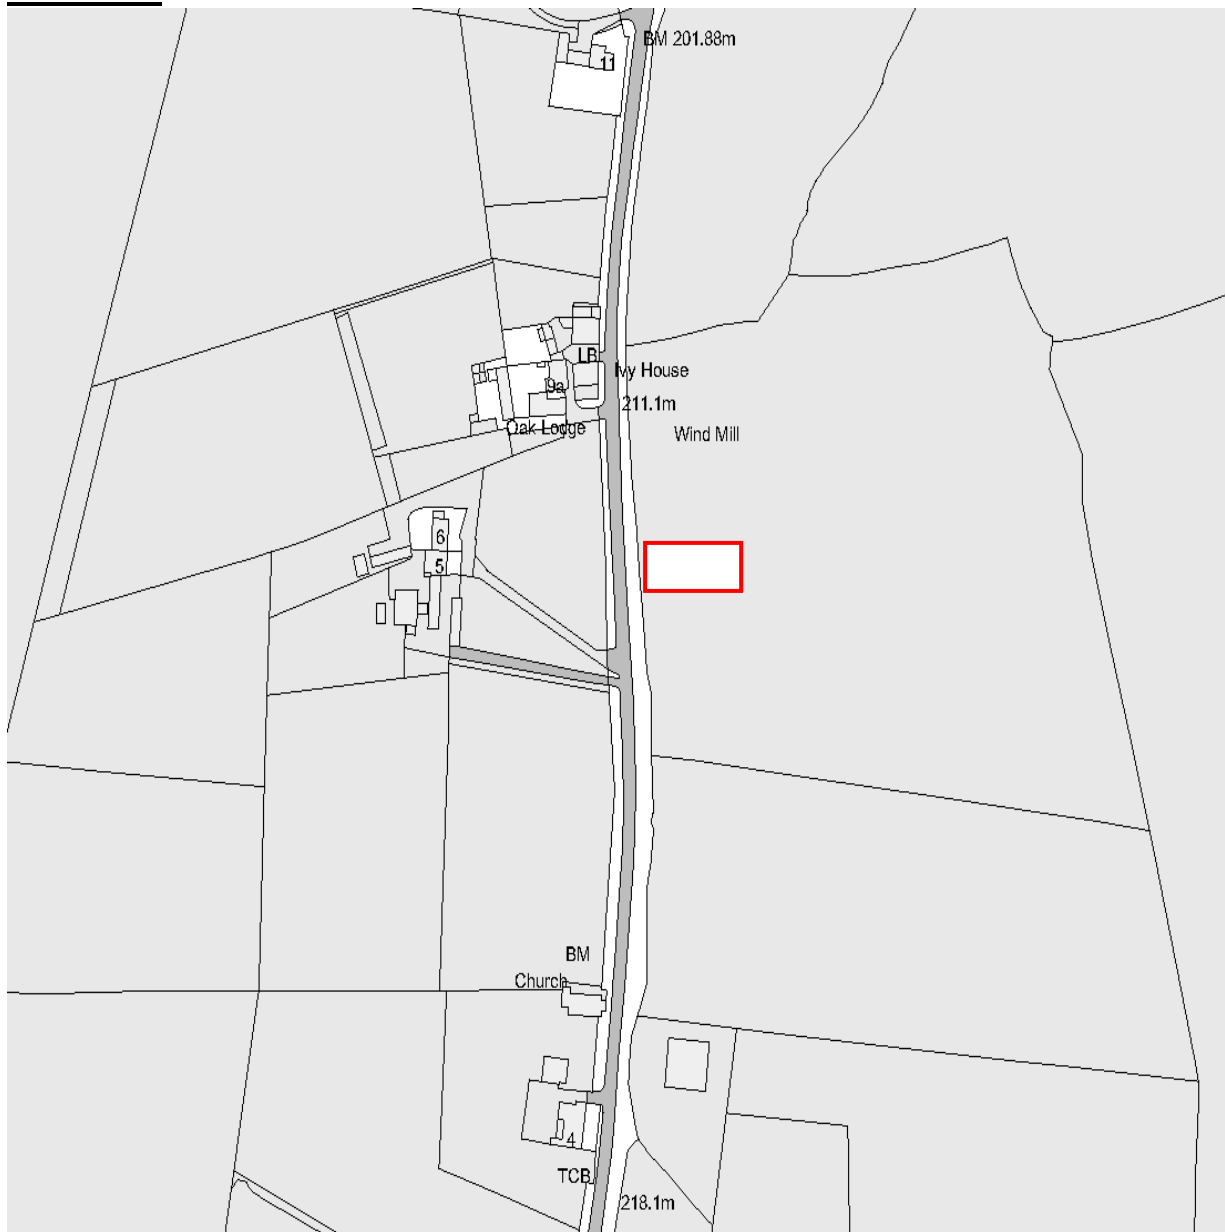 BM 201.88m
11
LB
Ivy House
9a
211.1m
Oak Lodge
Wind Mill
6
5
BM
Church
4
TCB
218.1m